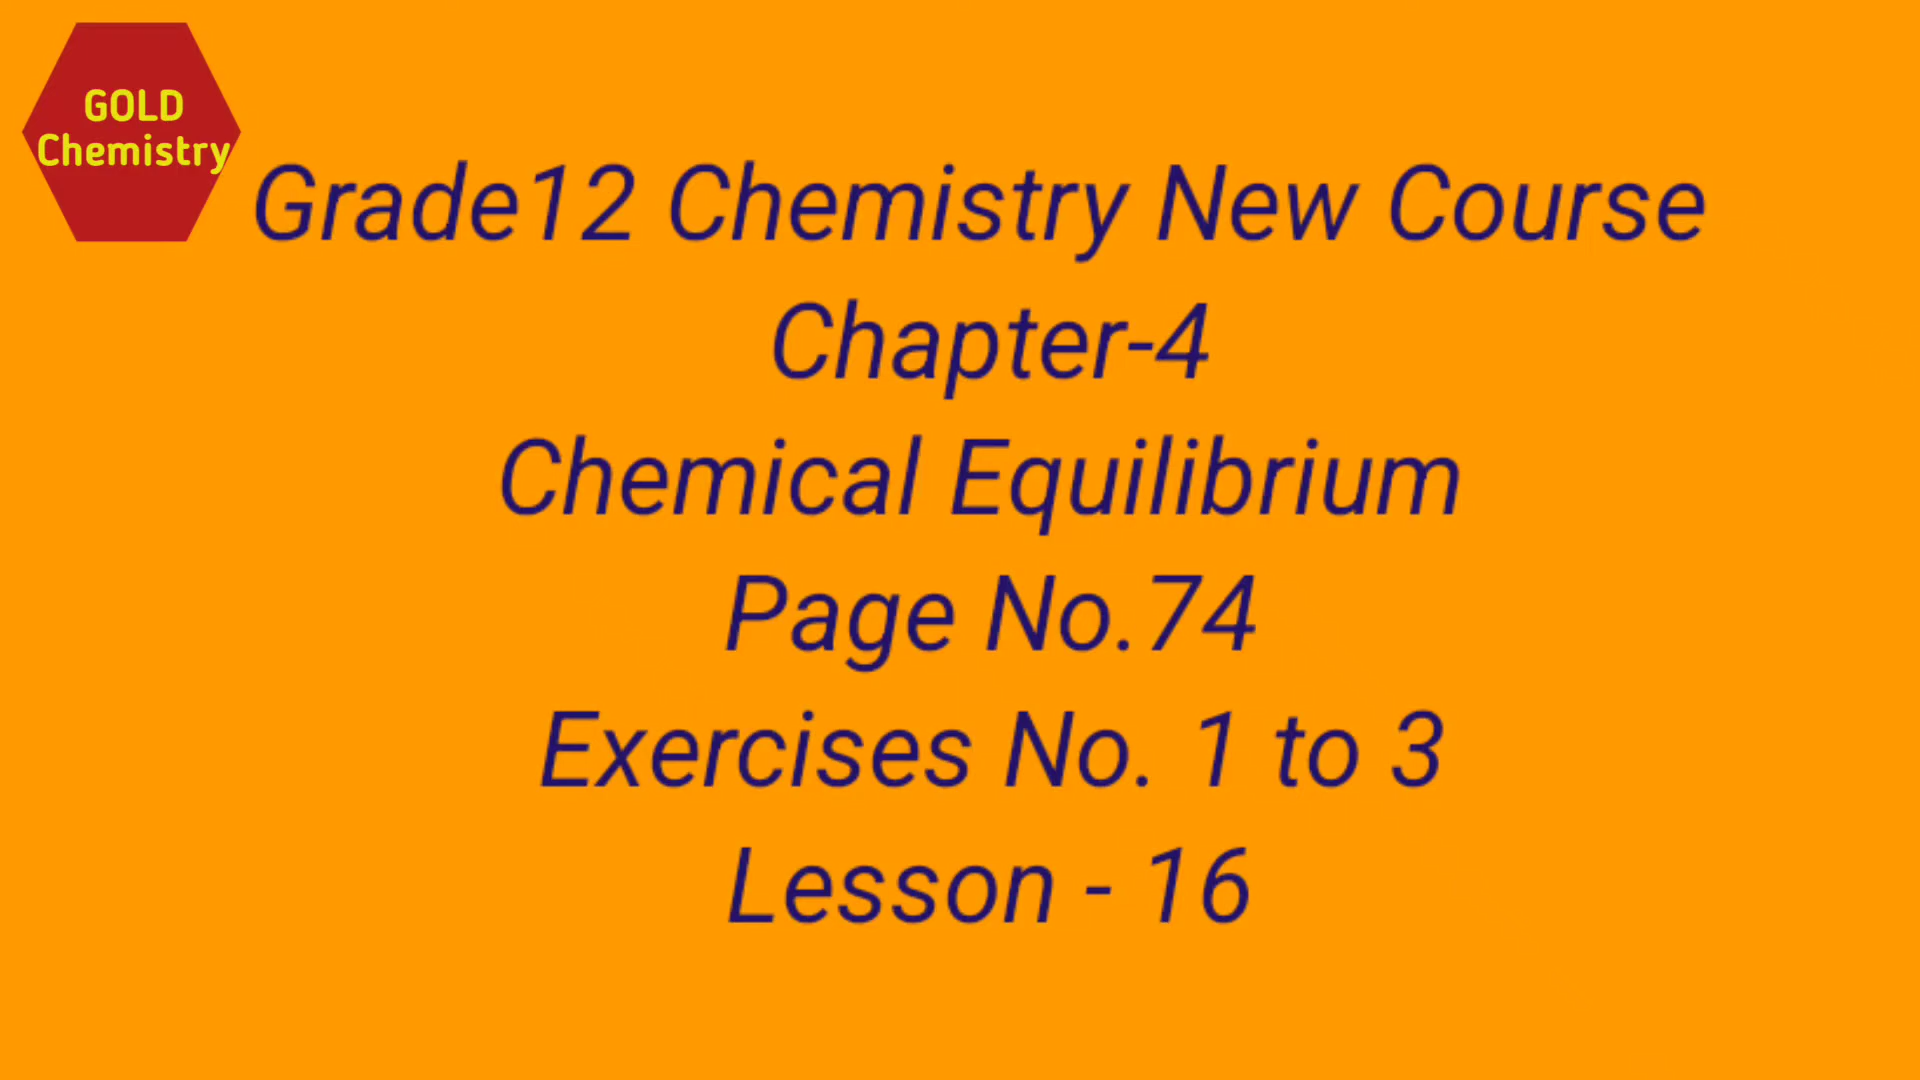 GOLD
Chemistry
Grade12 Chemistry New Course
Chapter-4
Chemical Equilibrium
Page No.74
Exercises No. 1 to 3
Lesson - 16